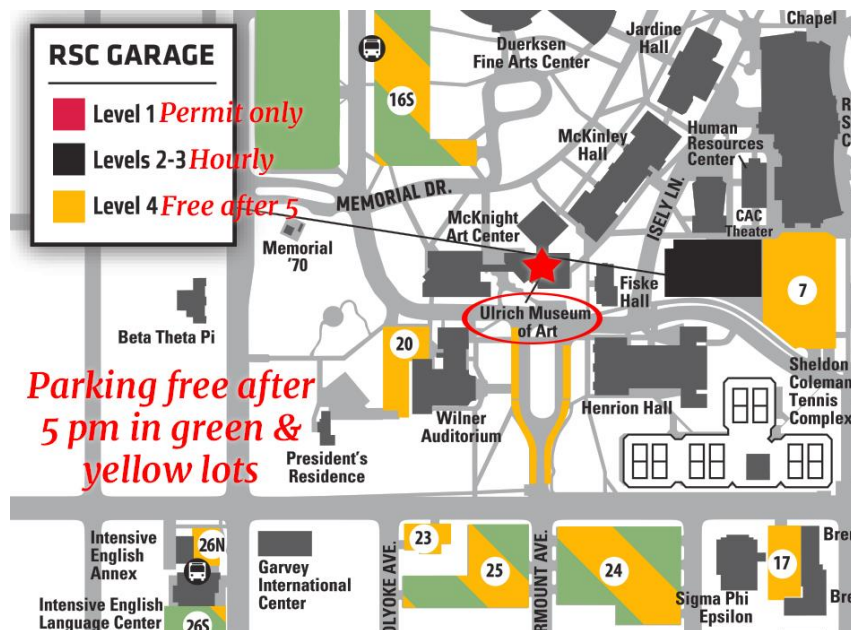 RSC GARAGE
Level 1 Permit only
Levels 2-3 Hourly
Level 4 Free after 5
16S
Duerksen
Fine Arts Center
Jardine
Hall
Chapel
McKinley
Hall
Human
Resources
Center
R
S
C
MEMORIAL DR.
ISELY LN.
CAC
Theater
McKnight
Art Center
Memorial
'70
Fiske
Hall
7
Ulrich Museum
of Art
Beta Theta Pi
20
Parking free after
5 pm in green &
yellow lots
Wilner
Auditorium
Henrion Hall
Sheldon
Coleman
Tennis
Complex
President's
Residence
Intensive
English
Annex
26N
Garvey
International
Center
23
25
24
17
Bren
Sigma Phi
Epsilon
Bre
Intensive English
Language Center
26S
OLYOKE AVE.
RMOUNT AVE.